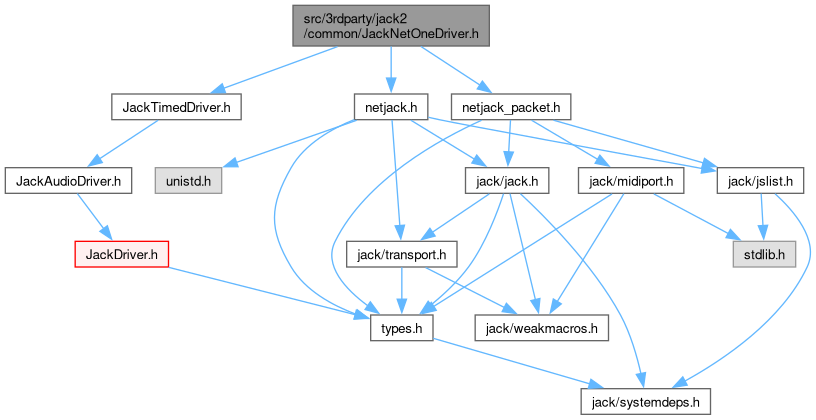 src/3rdparty/jack2
/common/JackNetOneDriver.h
JackTimedDriver.h
netjack.h
netjack_packet.h
JackAudioDriver.h
unistd.h
jack/jack.h
jack/midiport.h
jack/jslist.h
JackDriver.h
jack/transport.h
stdlib.h
types.h
jack/weakmacros.h
jack/systemdeps.h